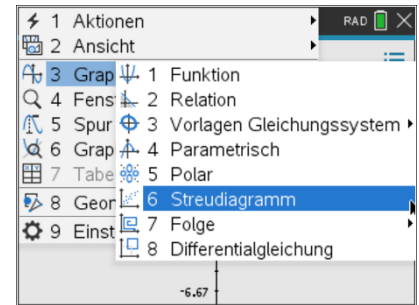 1 Aktionen
RAD
2 Ansicht
3 Grap
4 Fens
5 Spur
6 Grap
7 Tabe
8 Geor
9 Einst
1 Funktion
2 Relation
3 Vorlagen Gleichungssystem
4 Parametrisch
5 Polar
6 Streudiagramm
7 Folge
8 Differentialgleichung
-6.67